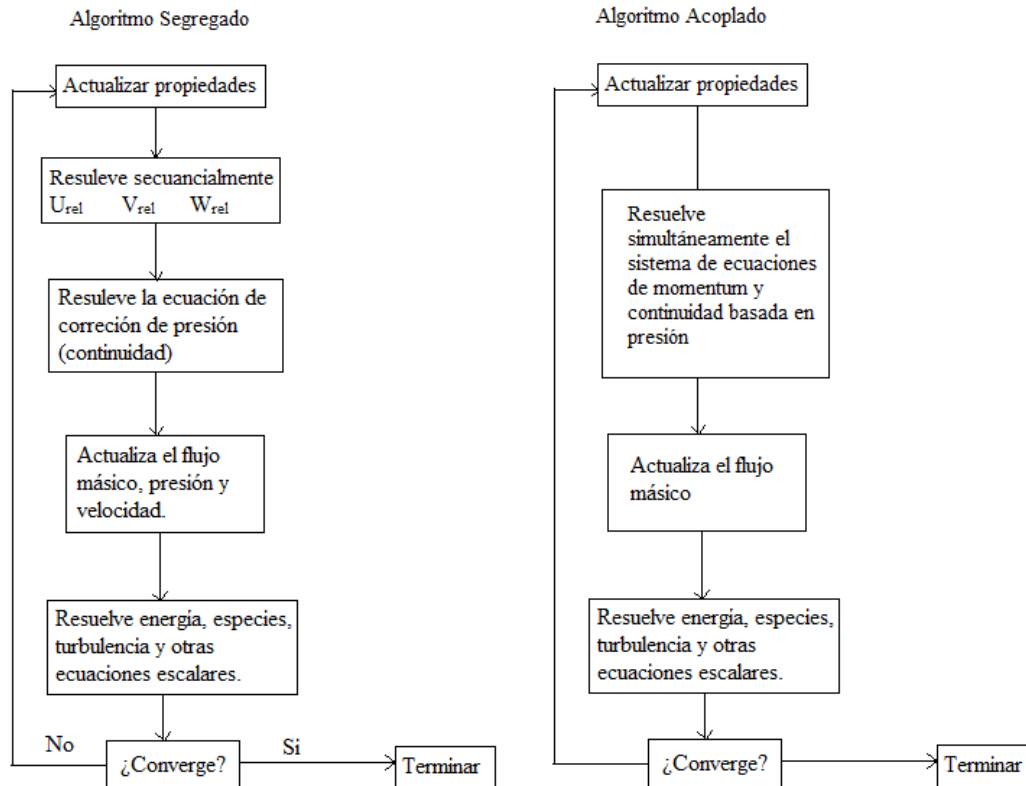 Algoritmo Segregado
Actualizar propiedades
Resuleve secuancialmente
Urel Vrel Wrel
Resuleve la ecuación de
correción de presión
(continuidad)
Actualiza el flujo
másico, presión y
velocidad.
Resuelve energía, especies,
turbulencia y otras
ecuaciones escalares.
No
¿Converge?
Si
Terminar
Algoritmo Acoplado
Actualizar propiedades
Resuelve
simultáneamente el
sistema de ecuaciones
de momentum y
continuidad basada en
presión
Actualiza el flujo
másico
Resuelve energía, especies,
turbulencia y otras
ecuaciones escalares.
¿Converge?
Terminar